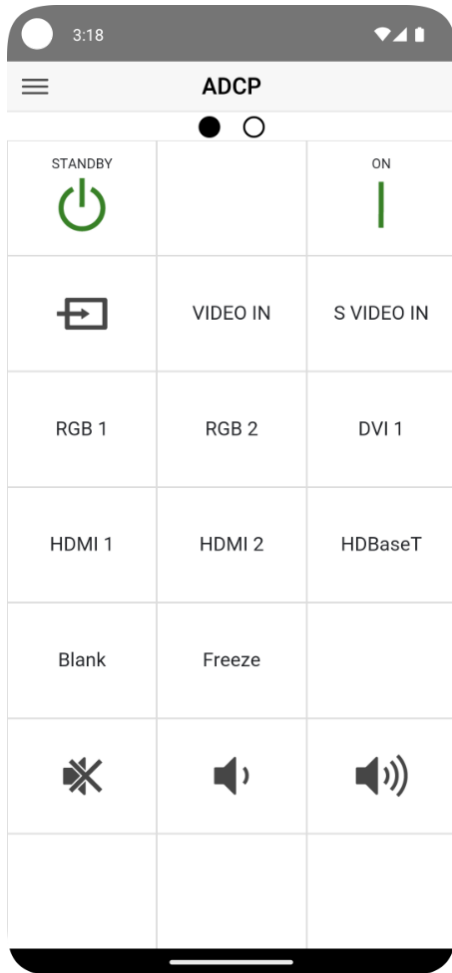 3:18
ADCP
STANDBY
ON
VIDEO IN
S VIDEO IN
RGB 1
RGB 2
DVI 1
HDMI 1
HDMI 2
HDBaseT
Blank
Freeze